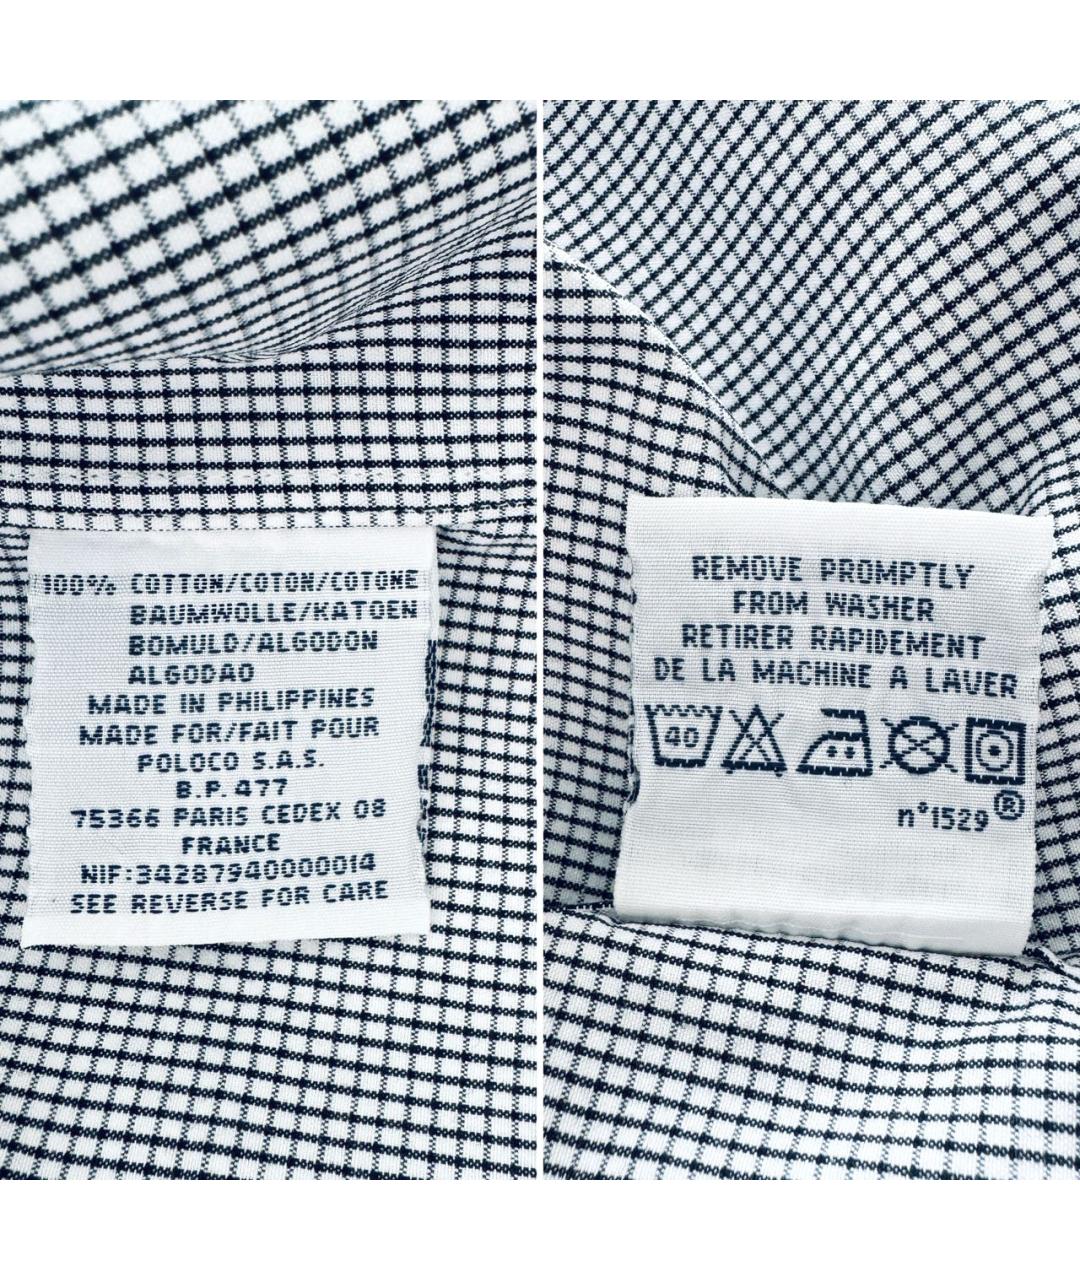 100% COTTON/COTON/COTONE
BAUMWOLLE/KATOEN
BOMULD/ALGODON
ALGODAO
MADE IN PHILIPPINES
MADE FOR/FAIT POUR
POLOCO S.A.S.
B.P. 477
75366 PARIS CEDEX 08
FRANCE
NIF:34287940000014
SEE REVERSE FOR CARE
REMOVE PROMPTLY
FROM WASHER
RETIRER RAPIDEMENT
DE LA MACHINE A LAVER
40
n°1529®